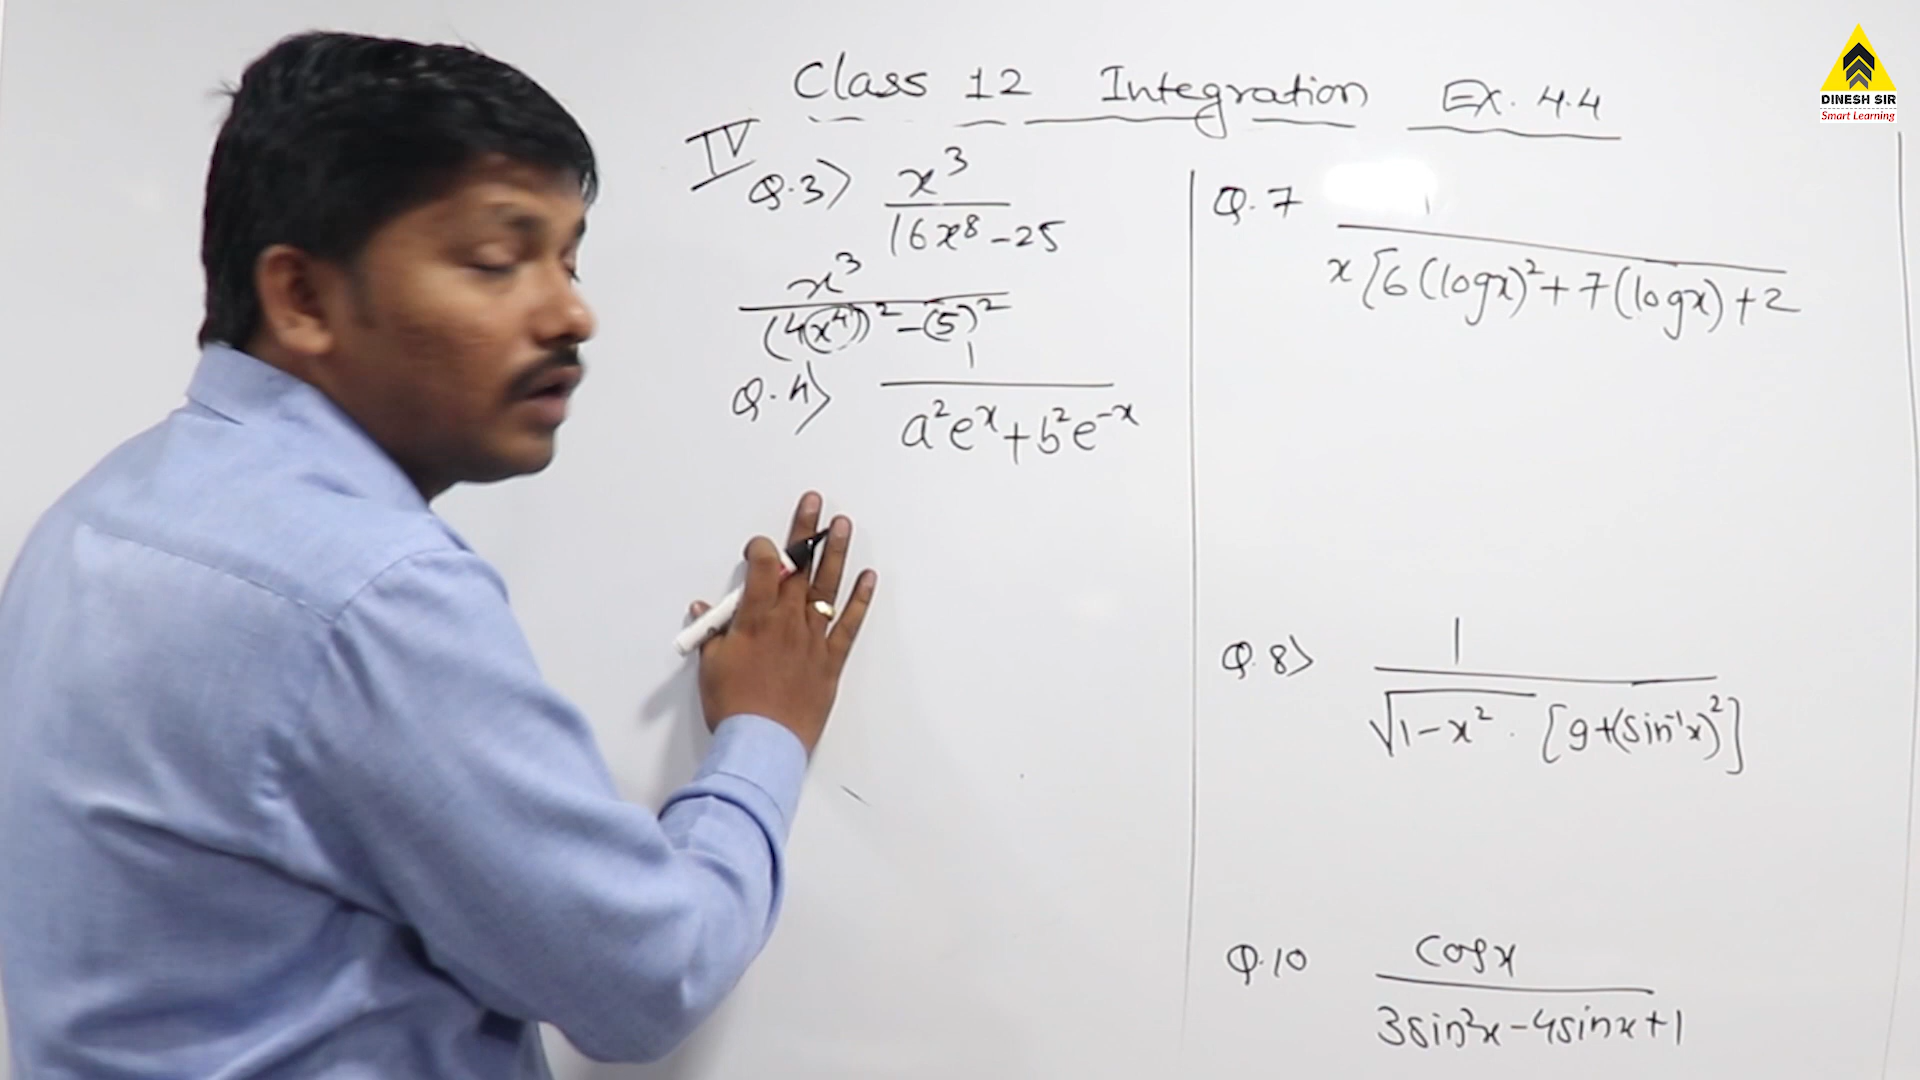 Class 12 Integration Ex. 4.4
IV
Q.3) x³
16x⁸ - 25
x³
(4(x⁴))² - (5)²
Q.4) 1
a²eˣ + b²e⁻ˣ
Q.7 1
x[6(logx)² + 7(logx) + 2
Q.8) 1
√1-x² . [9+(sin⁻¹x)²]
Q.10 cosx
3sin²x - 4sinx + 1
DINESH SIR
Smart Learning